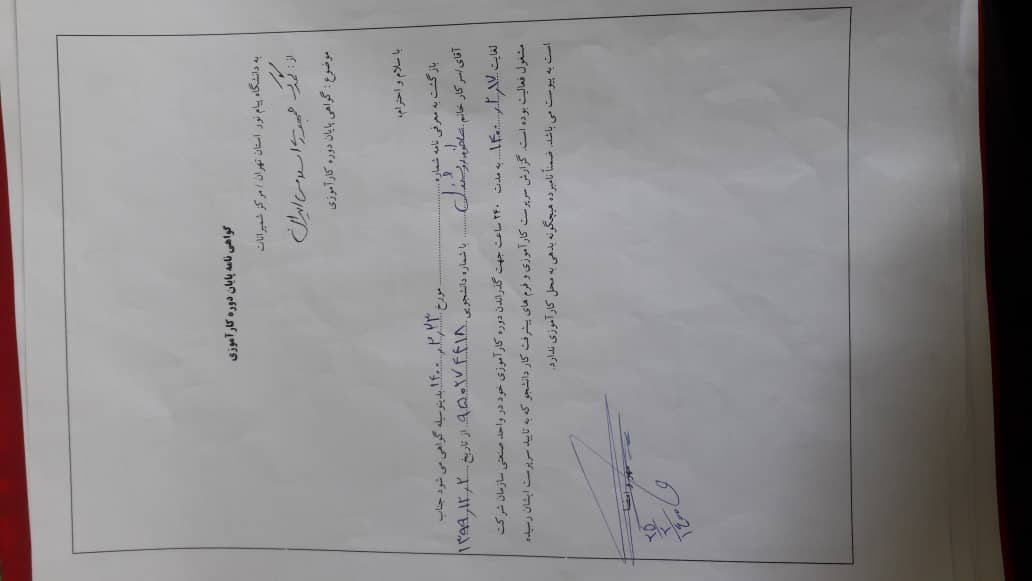 گواهی نامه پایان دوره کارآموزی
به دانشگاه پیام نور استان تهران / مرکز شمیرانات
از : جمهوری اسلامی ایران
موضوع : گواهی پایان دوره کارآموزی
با سلام و احترام،
بازگشت به معرفی نامه شماره .......... مورخ ۱۴۰۰,۲,۲۳ بدینوسیله گواهی می شود جناب
آقای/سرکار خانم با شماره دانشجویی ۹۵۰۲۷۴۴۱۸ از تاریخ ۱۳۹۹,۱۲,۲
لغایت ۱۴۰۰,۲,۱۷ به مدت ۲۴۰ ساعت جهت گذراندن دوره کارآموزی خود در واحد صنعتی سازمان شرکت
مشغول فعالیت بوده است. گزارش سرپرست کارآموزی و فرم های پیشرفت کار دانشجو که به تایید سرپرست ایشان رسیده
است به پیوست می باشد. ضمناً نامبرده هیچگونه بدهی به محل کارآموزی ندارد.
مهر و امضا